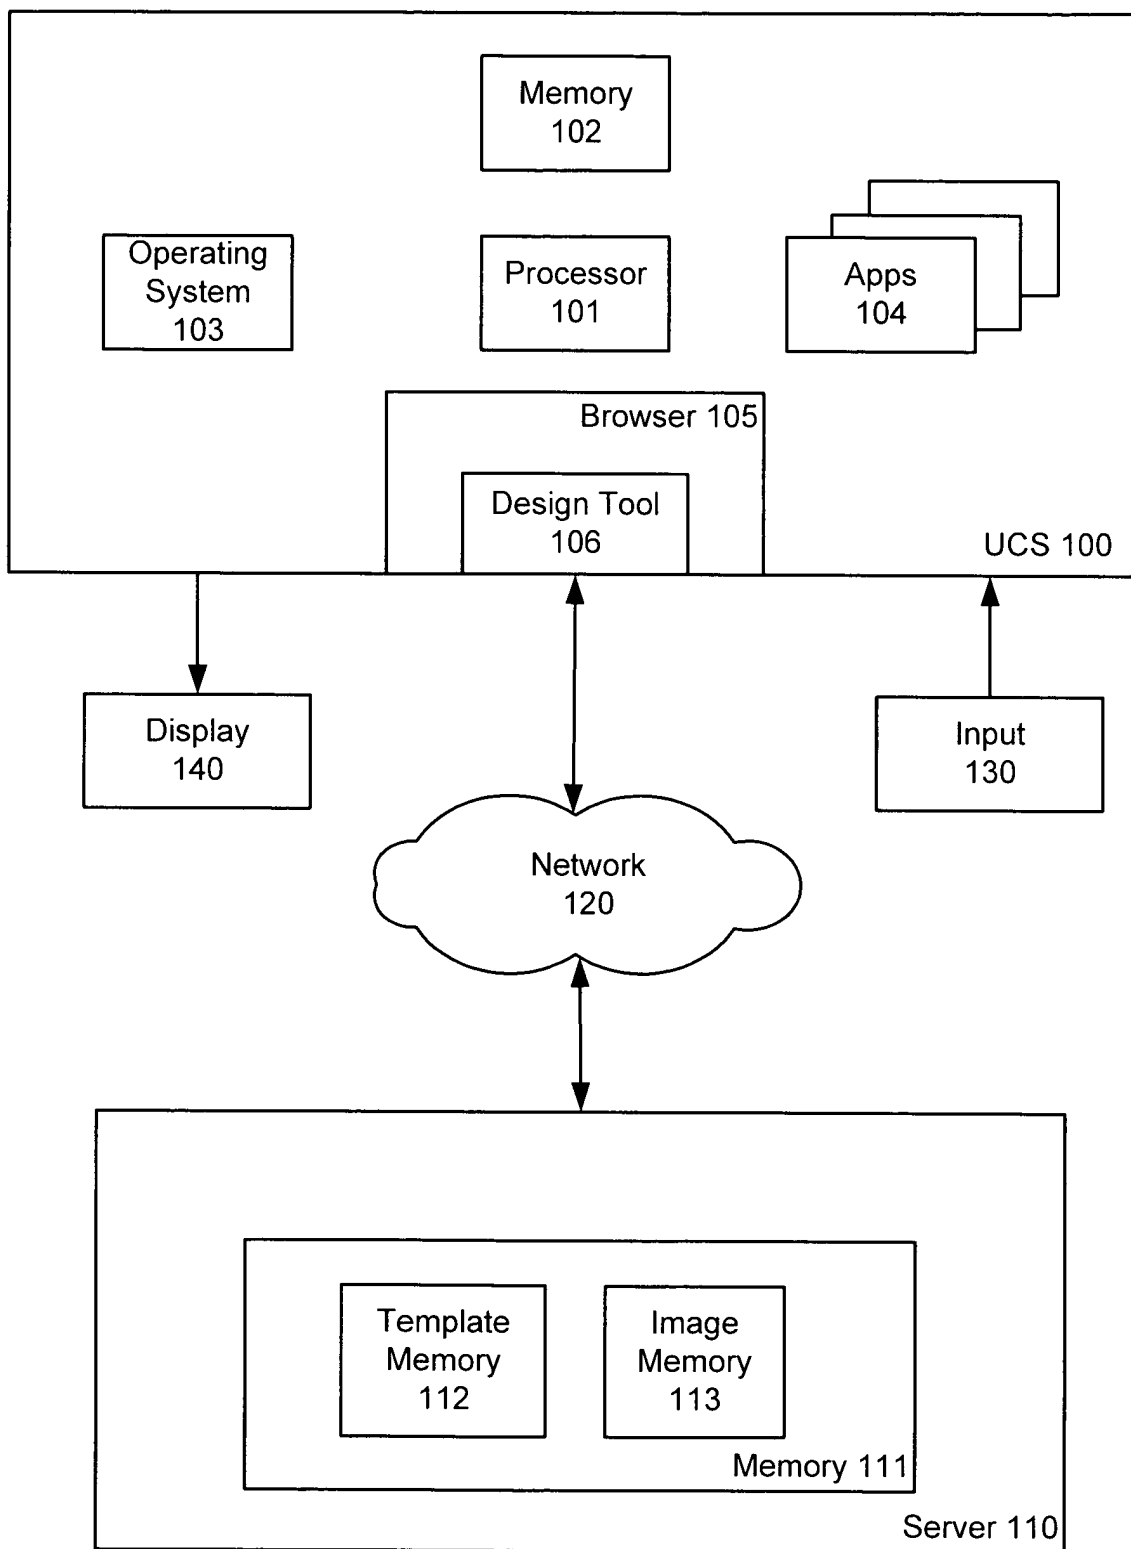 Memory
102
Operating
System
103
Processor
101
Apps
104
Browser 105
Design Tool
106
UCS 100
Display
140
Input
130
Network
120
Template
Memory
112
Image
Memory
113
Memory 111
Server 110